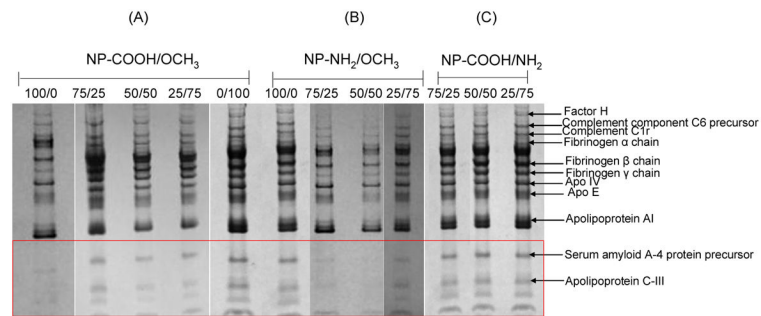 (A) (B) (C)
NP-COOH/OCH3 NP-NH2/OCH3 NP-COOH/NH2
100/0 75/25 50/50 25/75 0/100 100/0 75/25 50/50 25/75 75/25 50/50 25/75
Factor H
Complement component C6 precursor
Complement C1r
Fibrinogen α chain
Fibrinogen β chain
Fibrinogen γ chain
Apo IV
Apo E
Apolipoprotein AI
Serum amyloid A-4 protein precursor
Apolipoprotein C-III